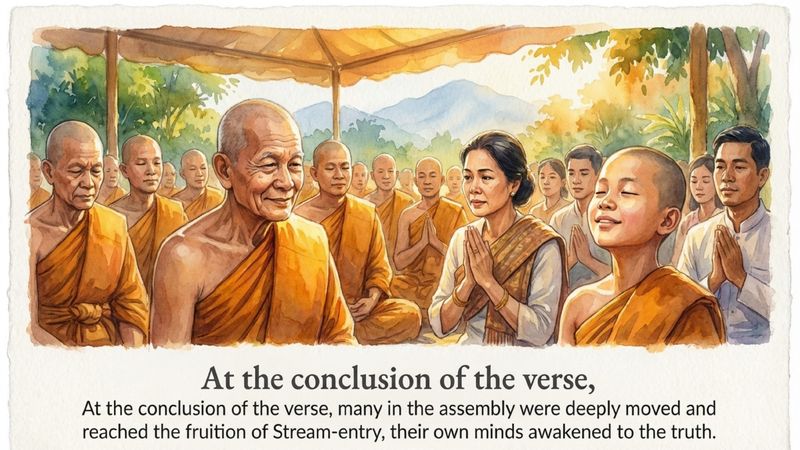 At the conclusion of the verse,
At the conclusion of the verse, many in the assembly were deeply moved and
reached the fruition of Stream-entry, their own minds awakened to the truth.